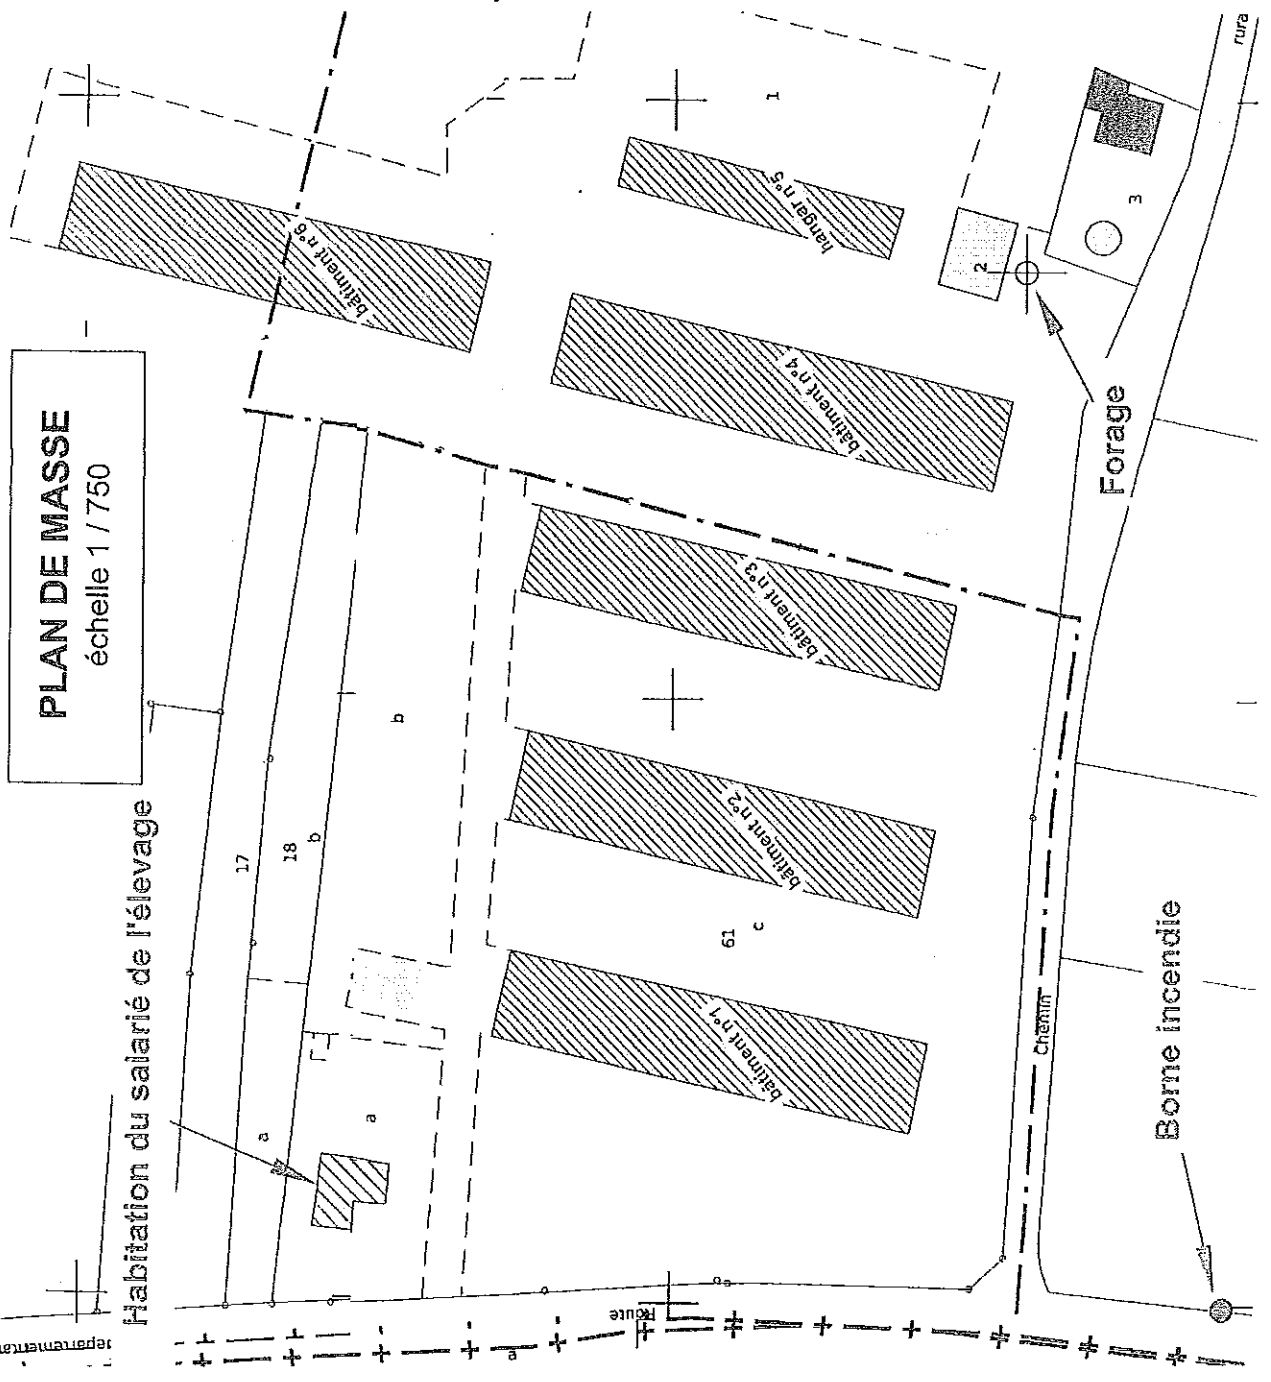 PLAN DE MASSE
échelle 1 / 750
Habitation du salarié de l'élevage
17
18
b
b
a
a
bâtiment n°6
hangar n°5
1
2
3
bâtiment n°4
bâtiment n°3
bâtiment n°2
bâtiment n°1
61
c
Forage
Chemin
Borne incendie
Route
a
rura